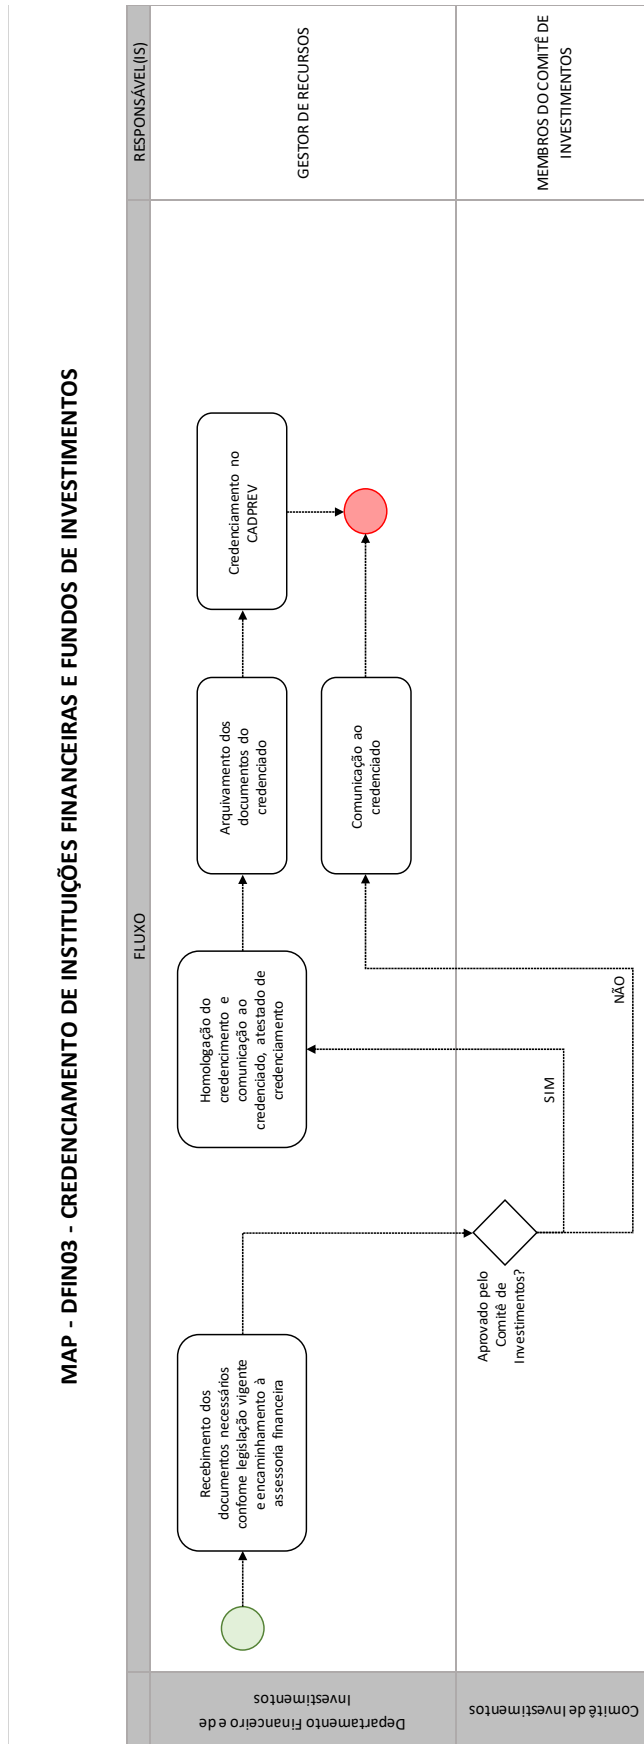 MAP - DFIN03 - CREDENCIAMENTO DE INSTITUIÇÕES FINANCEIRAS E FUNDOS DE INVESTIMENTOS
FLUXO
RESPONSÁVEL(IS)
Departamento Financeiro e de
Investimentos
Recebimento dos
documentos necessários
confome legislação vigente
e encaminhamento à
assessoria financeira
Homologação do
credencimento e
comunicação ao
credenciado, atestado de
credenciamento
Arquivamento dos
documentos do
credenciado
Credenciamento no
CADPREV
Comunicação ao
credenciado
GESTOR DE RECURSOS
Comitê de Investimentos
Aprovado pelo
Comitê de
Investimentos?
SIM
NÃO
MEMBROS DO COMITÊ DE
INVESTIMENTOS